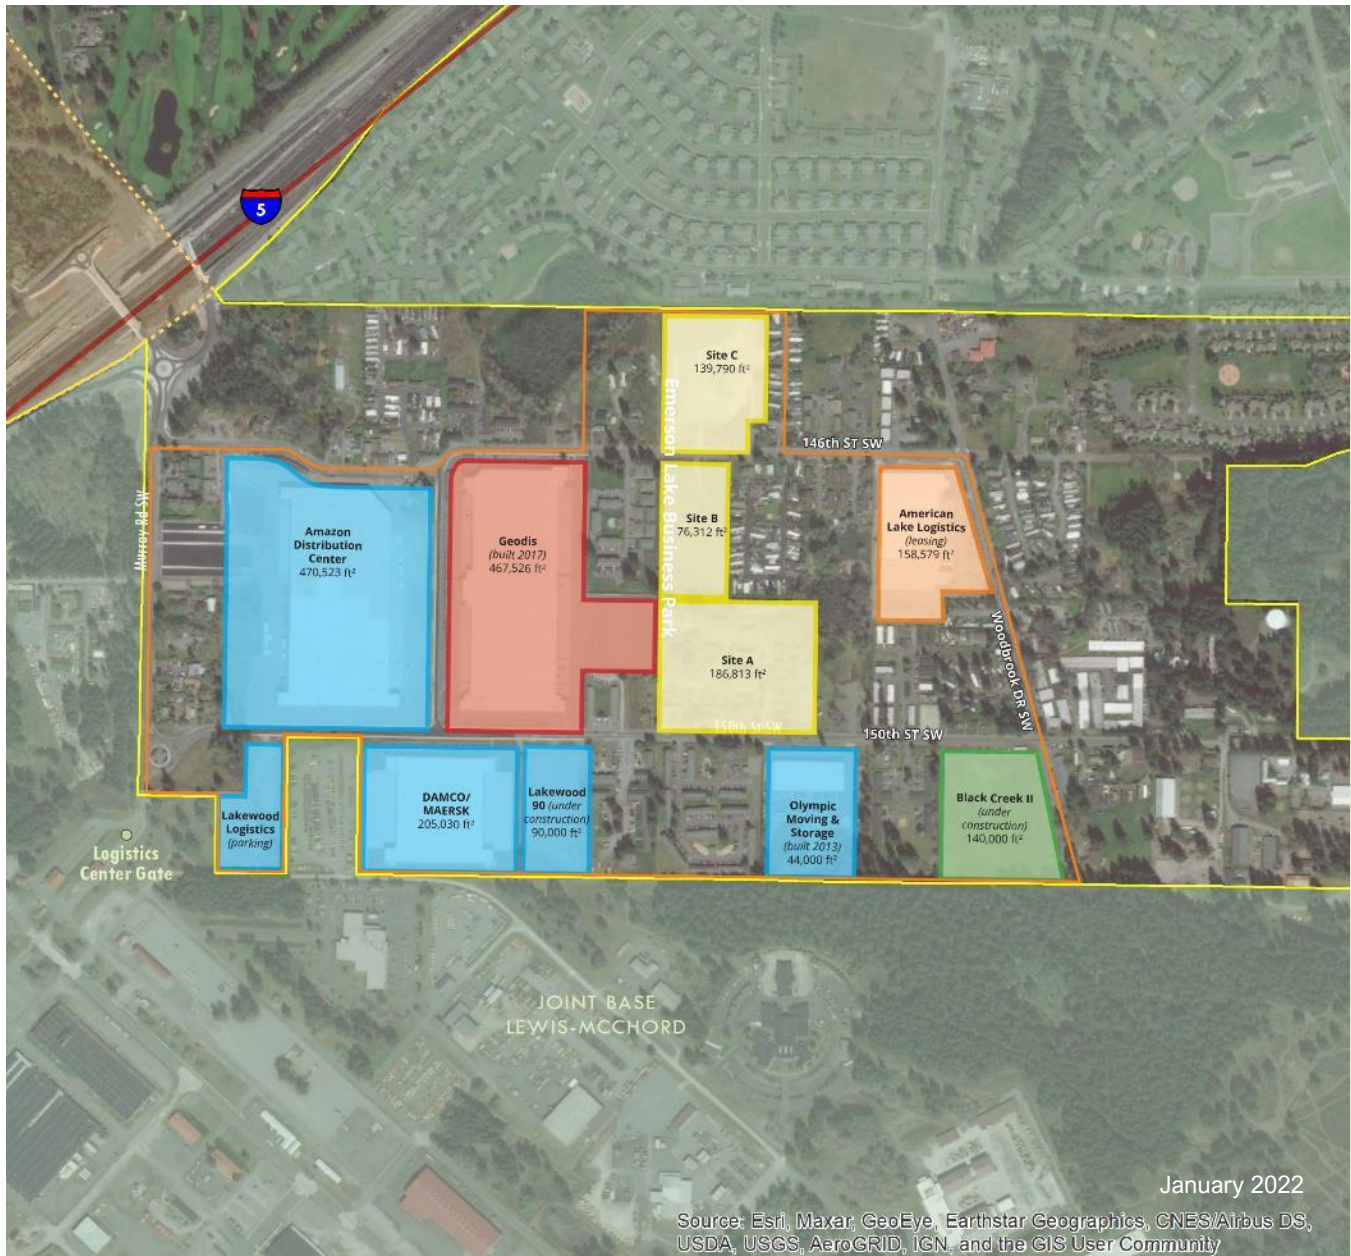 5
Site C
139,790 ft²
Emerson Lake Business Park
146th ST SW
Murray Rd SW
Amazon
Distribution
Center
470,523 ft²
Geodis
(built 2017)
467,526 ft²
Site B
76,312 ft²
American
Lake Logistics
(leasing)
158,579 ft²
Woodbrook DR SW
Site A
186,813 ft²
150th St SW
150th ST SW
Lakewood
Logistics
(parking)
DAMCO/
MAERSK
205,030 ft²
Lakewood
90 (under
construction)
90,000 ft²
Olympic
Moving &
Storage
(built 2013)
44,000 ft²
Black Creek II
(under
construction)
140,000 ft²
Logistics
Center Gate
JOINT BASE
LEWIS-MCCHORD
January 2022
Source: Esri, Maxar, GeoEye, Earthstar Geographics, CNES/Airbus DS,
USDA, USGS, AeroGRID, IGN, and the GIS User Community